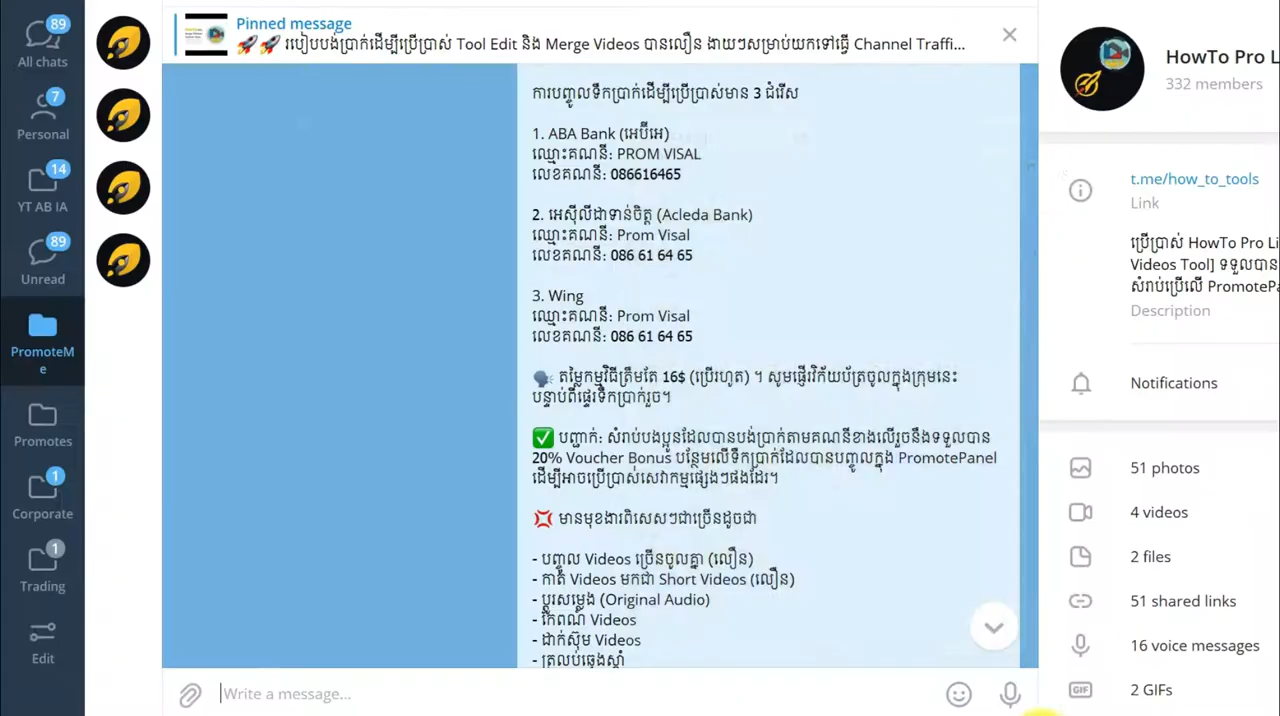 89
All chats
7
Personal
14
YT AB IA
89
Unread
PromoteM
e
Promotes
1
Corporate
1
Trading
Edit
Pinned message
🚀🚀 របៀបបង់ប្រាក់ដើម្បីប្រើប្រាស់ Tool Edit និង Merge Videos បានលឿន ងាយៗសម្រាប់យកទៅធ្វើ Channel Traffi...
ការបញ្ចូលទឹកប្រាក់ដើម្បីប្រើប្រាស់មាន 3 ជំរើស
1. ABA Bank (អេប៊ីអេ)
ឈ្មោះគណនី: PROM VISAL
លេខគណនី: 086616465
2. អេស៊ីលីដាទាន់ចិត្ត (Acleda Bank)
ឈ្មោះគណនី: Prom Visal
លេខគណនី: 086 61 64 65
3. Wing
ឈ្មោះគណនី: Prom Visal
លេខគណនី: 086 61 64 65
🗣 តម្លៃកម្មវិធីត្រឹមតែ 16$ (ប្រើរហូត) ។ សូមផ្ញើរវិក័យប័ត្រចូលក្នុងក្រុមនេះ
បន្ទាប់ពីផ្ទេរទឹកប្រាក់រួច។
✅ បញ្ជាក់: សំរាប់បងប្អូនដែលបានបង់ប្រាក់តាមគណនីខាងលើរួចនឹងទទួលបាន
20% Voucher Bonus បន្ថែមលើទឹកប្រាក់ដែលបានបញ្ចូលក្នុង PromotePanel
ដើម្បីអាចប្រើប្រាស់សេវាកម្មផ្សេងៗផងដែរ។
💢 មានមុខងារពិសេសៗជាច្រើនដូចជា
- បញ្ចូល Videos ច្រើនចូលគ្នា (លឿន)
- កាត់ Videos មកជា Short Videos (លឿន)
- ប្ដូរសម្លេង (Original Audio)
- កែពណ៌ Videos
- ដាក់ស៊ុម Videos
- ត្រលប់ឆ្វេងស្ដាំ
Write a message...
HowTo Pro L
332 members
t.me/how_to_tools
Link
ប្រើប្រាស់ HowTo Pro Li
Videos Tool] ទទួលបាន
សំរាប់ប្រើលើ PromotePa
Description
Notifications
51 photos
4 videos
2 files
51 shared links
16 voice messages
GIF
2 GIFs